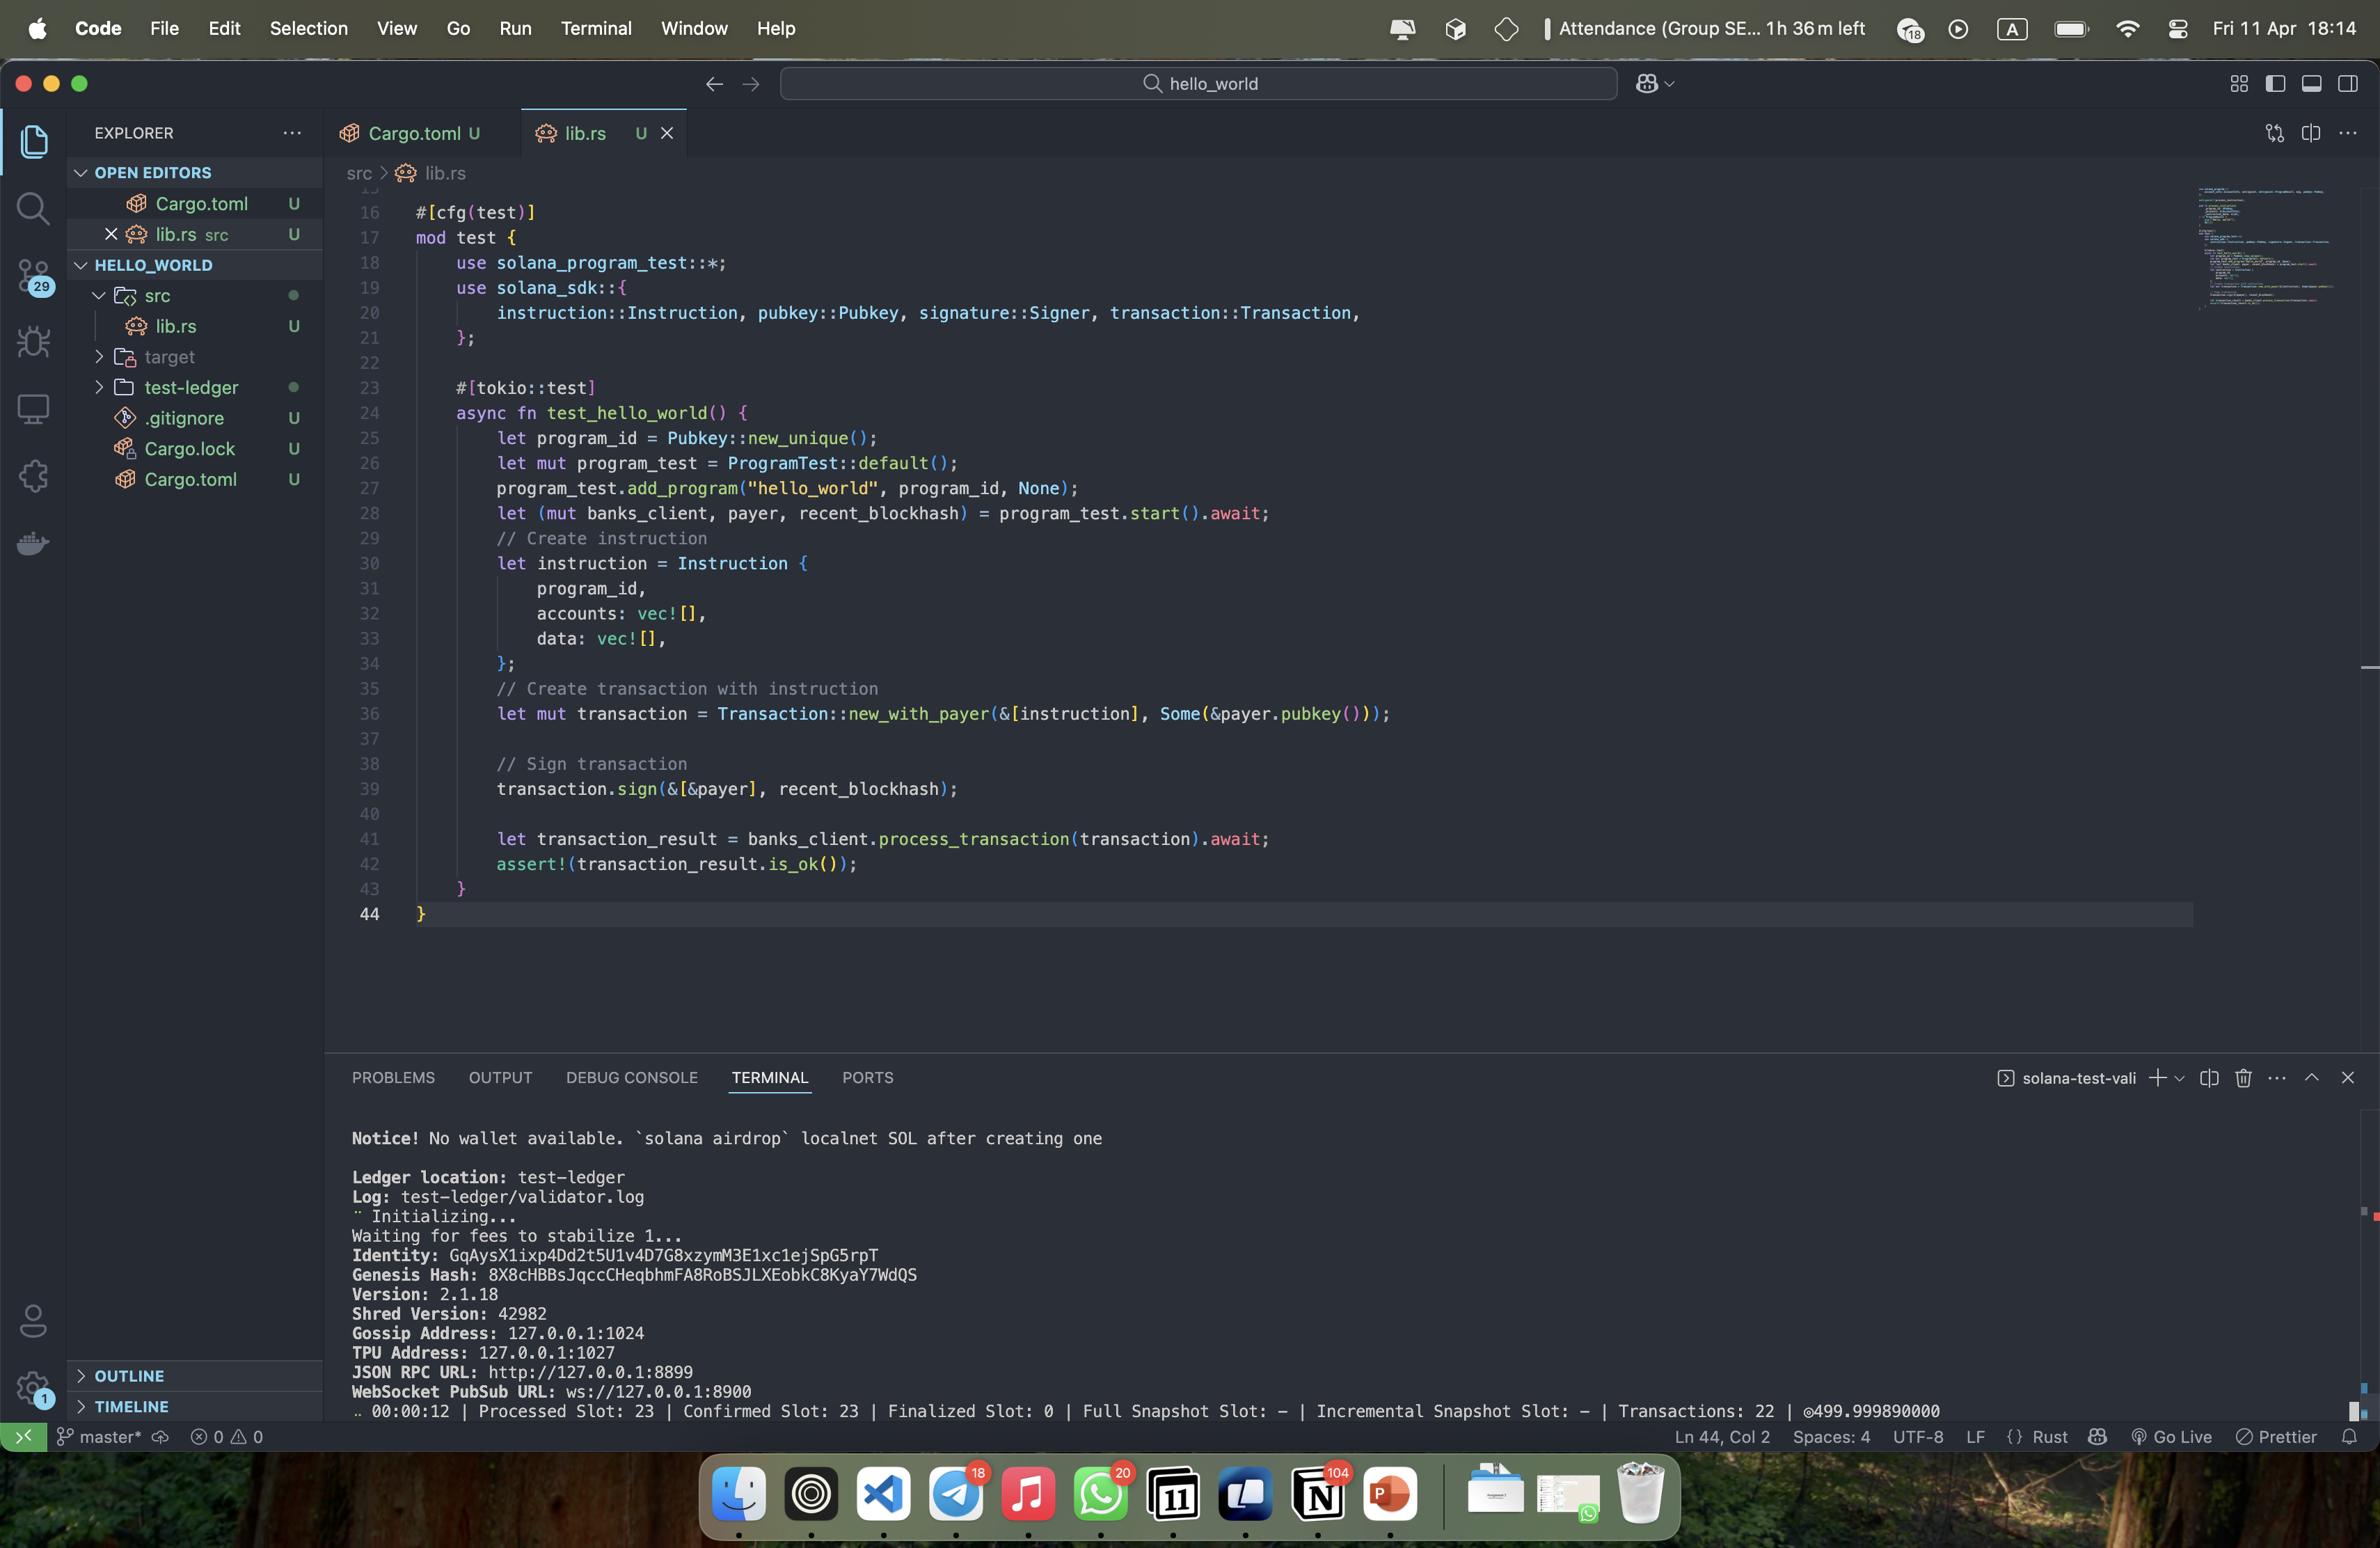 Code File Edit Selection View Go Run Terminal Window Help Attendance (Group SE... 1h 36m left 18 A Fri 11 Apr 18:14
hello_world
EXPLORER
Cargo.toml U lib.rs U
OPEN EDITORS
Cargo.toml U
lib.rs src U
HELLO_WORLD
src
lib.rs U
target
test-ledger
.gitignore U
Cargo.lock U
Cargo.toml U
29
1
OUTLINE
TIMELINE
src > lib.rs
15
16 #[cfg(test)]
17 mod test {
18 use solana_program_test::*;
19 use solana_sdk::{
20 instruction::Instruction, pubkey::Pubkey, signature::Signer, transaction::Transaction,
21 };
22
23 #[tokio::test]
24 async fn test_hello_world() {
25 let program_id = Pubkey::new_unique();
26 let mut program_test = ProgramTest::default();
27 program_test.add_program("hello_world", program_id, None);
28 let (mut banks_client, payer, recent_blockhash) = program_test.start().await;
29 // Create instruction
30 let instruction = Instruction {
31 program_id,
32 accounts: vec![],
33 data: vec![],
34 };
35 // Create transaction with instruction
36 let mut transaction = Transaction::new_with_payer(&[instruction], Some(&payer.pubkey()));
37
38 // Sign transaction
39 transaction.sign(&[&payer], recent_blockhash);
40
41 let transaction_result = banks_client.process_transaction(transaction).await;
42 assert!(transaction_result.is_ok());
43 }
44 }
PROBLEMS OUTPUT DEBUG CONSOLE TERMINAL PORTS solana-test-vali
Notice! No wallet available. `solana airdrop` localnet SOL after creating one
Ledger location: test-ledger
Log: test-ledger/validator.log
Initializing...
Waiting for fees to stabilize 1...
Identity: GqAysX1ixp4Dd2t5U1v4D7G8xzymM3E1xc1ejSpG5rpT
Genesis Hash: 8X8cHBBsJqccCHeqbhmFA8RoBSJLXEobkC8KyaY7WdQS
Version: 2.1.18
Shred Version: 42982
Gossip Address: 127.0.0.1:1024
TPU Address: 127.0.0.1:1027
JSON RPC URL: http://127.0.0.1:8899
WebSocket PubSub URL: ws://127.0.0.1:8900
00:00:12 | Processed Slot: 23 | Confirmed Slot: 23 | Finalized Slot: 0 | Full Snapshot Slot: - | Incremental Snapshot Slot: - | Transactions: 22 | ◎499.999890000
master* 0 0 Ln 44, Col 2 Spaces: 4 UTF-8 LF {} Rust Go Live Prettier
18 20 11 N 104 P